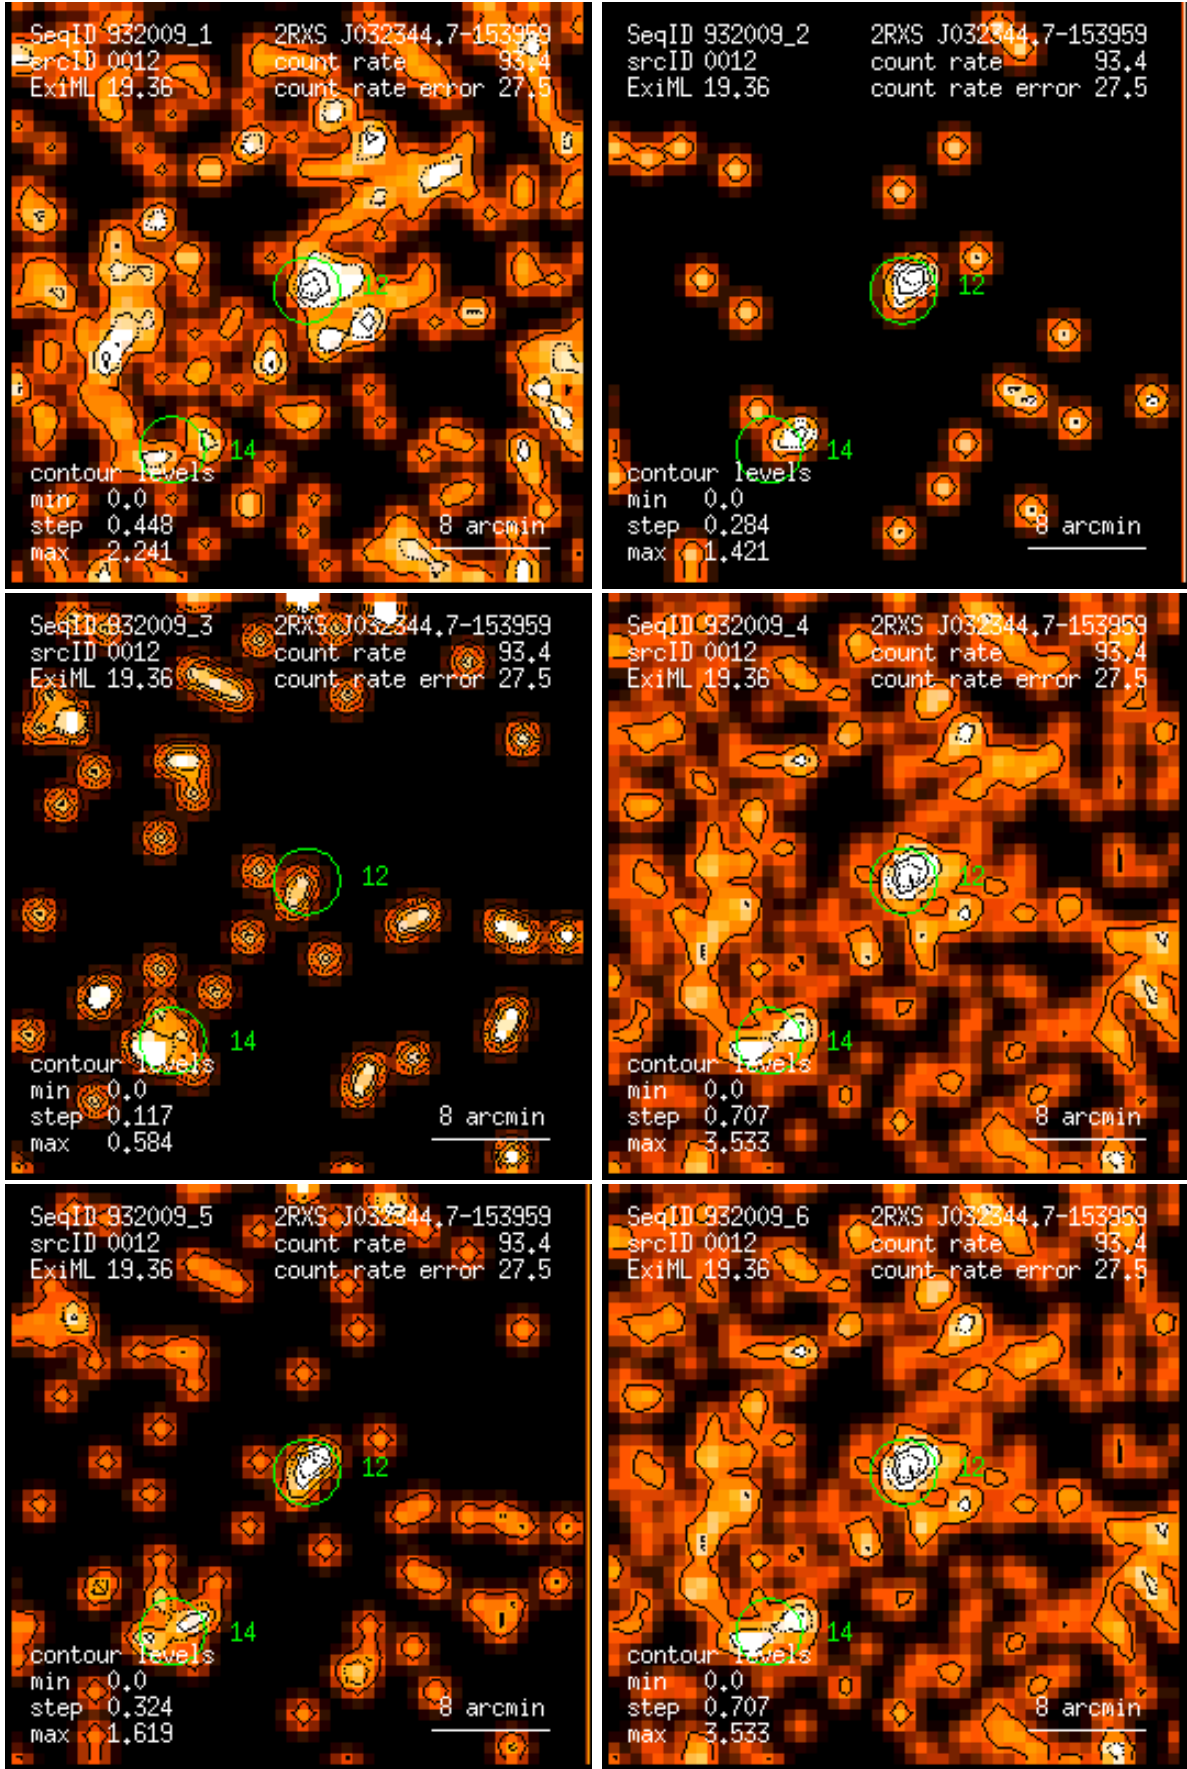 SeqID 932009_1 2RXS J032344.7-153959
srcID 0012 count rate 93.4
ExiML 19.36 count rate error 27.5
12
14
contour levels
min 0.0
step 0.448
max 2.241
8 arcmin
SeqID 932009_2 2RXS J032344.7-153959
srcID 0012 count rate 93.4
ExiML 19.36 count rate error 27.5
12
14
contour levels
min 0.0
step 0.284
max 1.421
8 arcmin
SeqID 932009_3 2RXS J032344.7-153959
srcID 0012 count rate 93.4
ExiML 19.36 count rate error 27.5
12
14
contour levels
min 0.0
step 0.117
max 0.584
8 arcmin
SeqID 932009_4 2RXS J032344.7-153959
srcID 0012 count rate 93.4
ExiML 19.36 count rate error 27.5
12
14
contour levels
min 0.0
step 0.707
max 3.533
8 arcmin
SeqID 932009_5 2RXS J032344.7-153959
srcID 0012 count rate 93.4
ExiML 19.36 count rate error 27.5
12
14
contour levels
min 0.0
step 0.324
max 1.619
8 arcmin
SeqID 932009_6 2RXS J032344.7-153959
srcID 0012 count rate 93.4
ExiML 19.36 count rate error 27.5
12
14
contour levels
min 0.0
step 0.707
max 3.533
8 arcmin